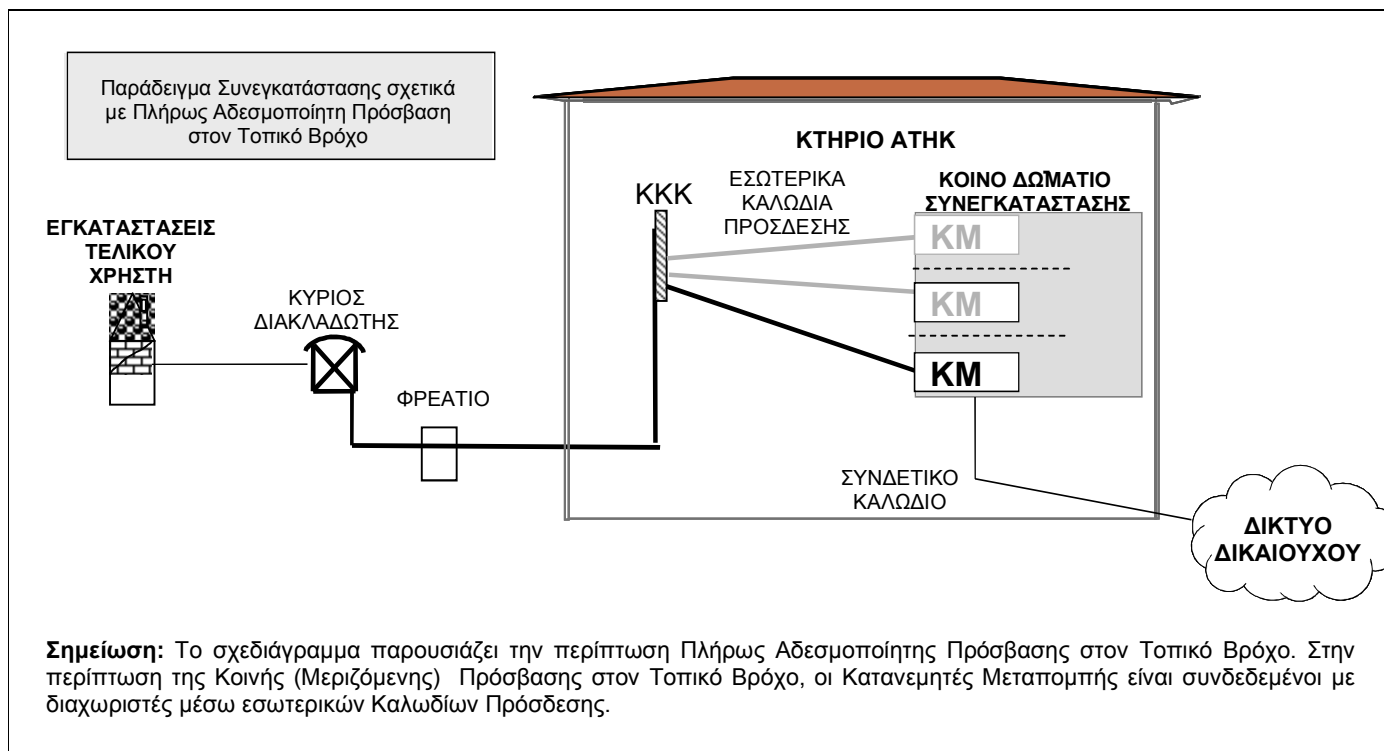 Παράδειγμα Συνεγκατάστασης σχετικά
με Πλήρως Αδεσμοποίητη Πρόσβαση
στον Τοπικό Βρόχο
ΚΤΗΡΙΟ ΑΤΗΚ
ΕΣΩΤΕΡΙΚΑ
ΚΑΛΩΔΙΑ
ΠΡΟΣΔΕΣΗΣ
ΚΟΙΝΟ ΔΩΜΑΤΙΟ
ΣΥΝΕΓΚΑΤΑΣΤΑΣΗΣ
ΚΚΚ
ΚΜ
ΚΜ
ΚΜ
ΕΓΚΑΤΑΣΤΑΣΕΙΣ
ΤΕΛΙΚΟΥ
ΧΡΗΣΤΗ
ΚΥΡΙΟΣ
ΔΙΑΚΛΑΔΩΤΗΣ
ΦΡΕΑΤΙΟ
ΣΥΝΔΕΤΙΚΟ
ΚΑΛΩΔΙΟ
ΔΙΚΤΥΟ
ΔΙΚΑΙΟΥΧΟΥ
Σημείωση: Το σχεδιάγραμμα παρουσιάζει την περίπτωση Πλήρως Αδεσμοποίητης Πρόσβασης στον Τοπικό Βρόχο. Στην
περίπτωση της Κοινής (Μεριζόμενης) Πρόσβασης στον Τοπικό Βρόχο, οι Κατανεμητές Μεταπομπής είναι συνδεδεμένοι με
διαχωριστές μέσω εσωτερικών Καλωδίων Πρόσδεσης.